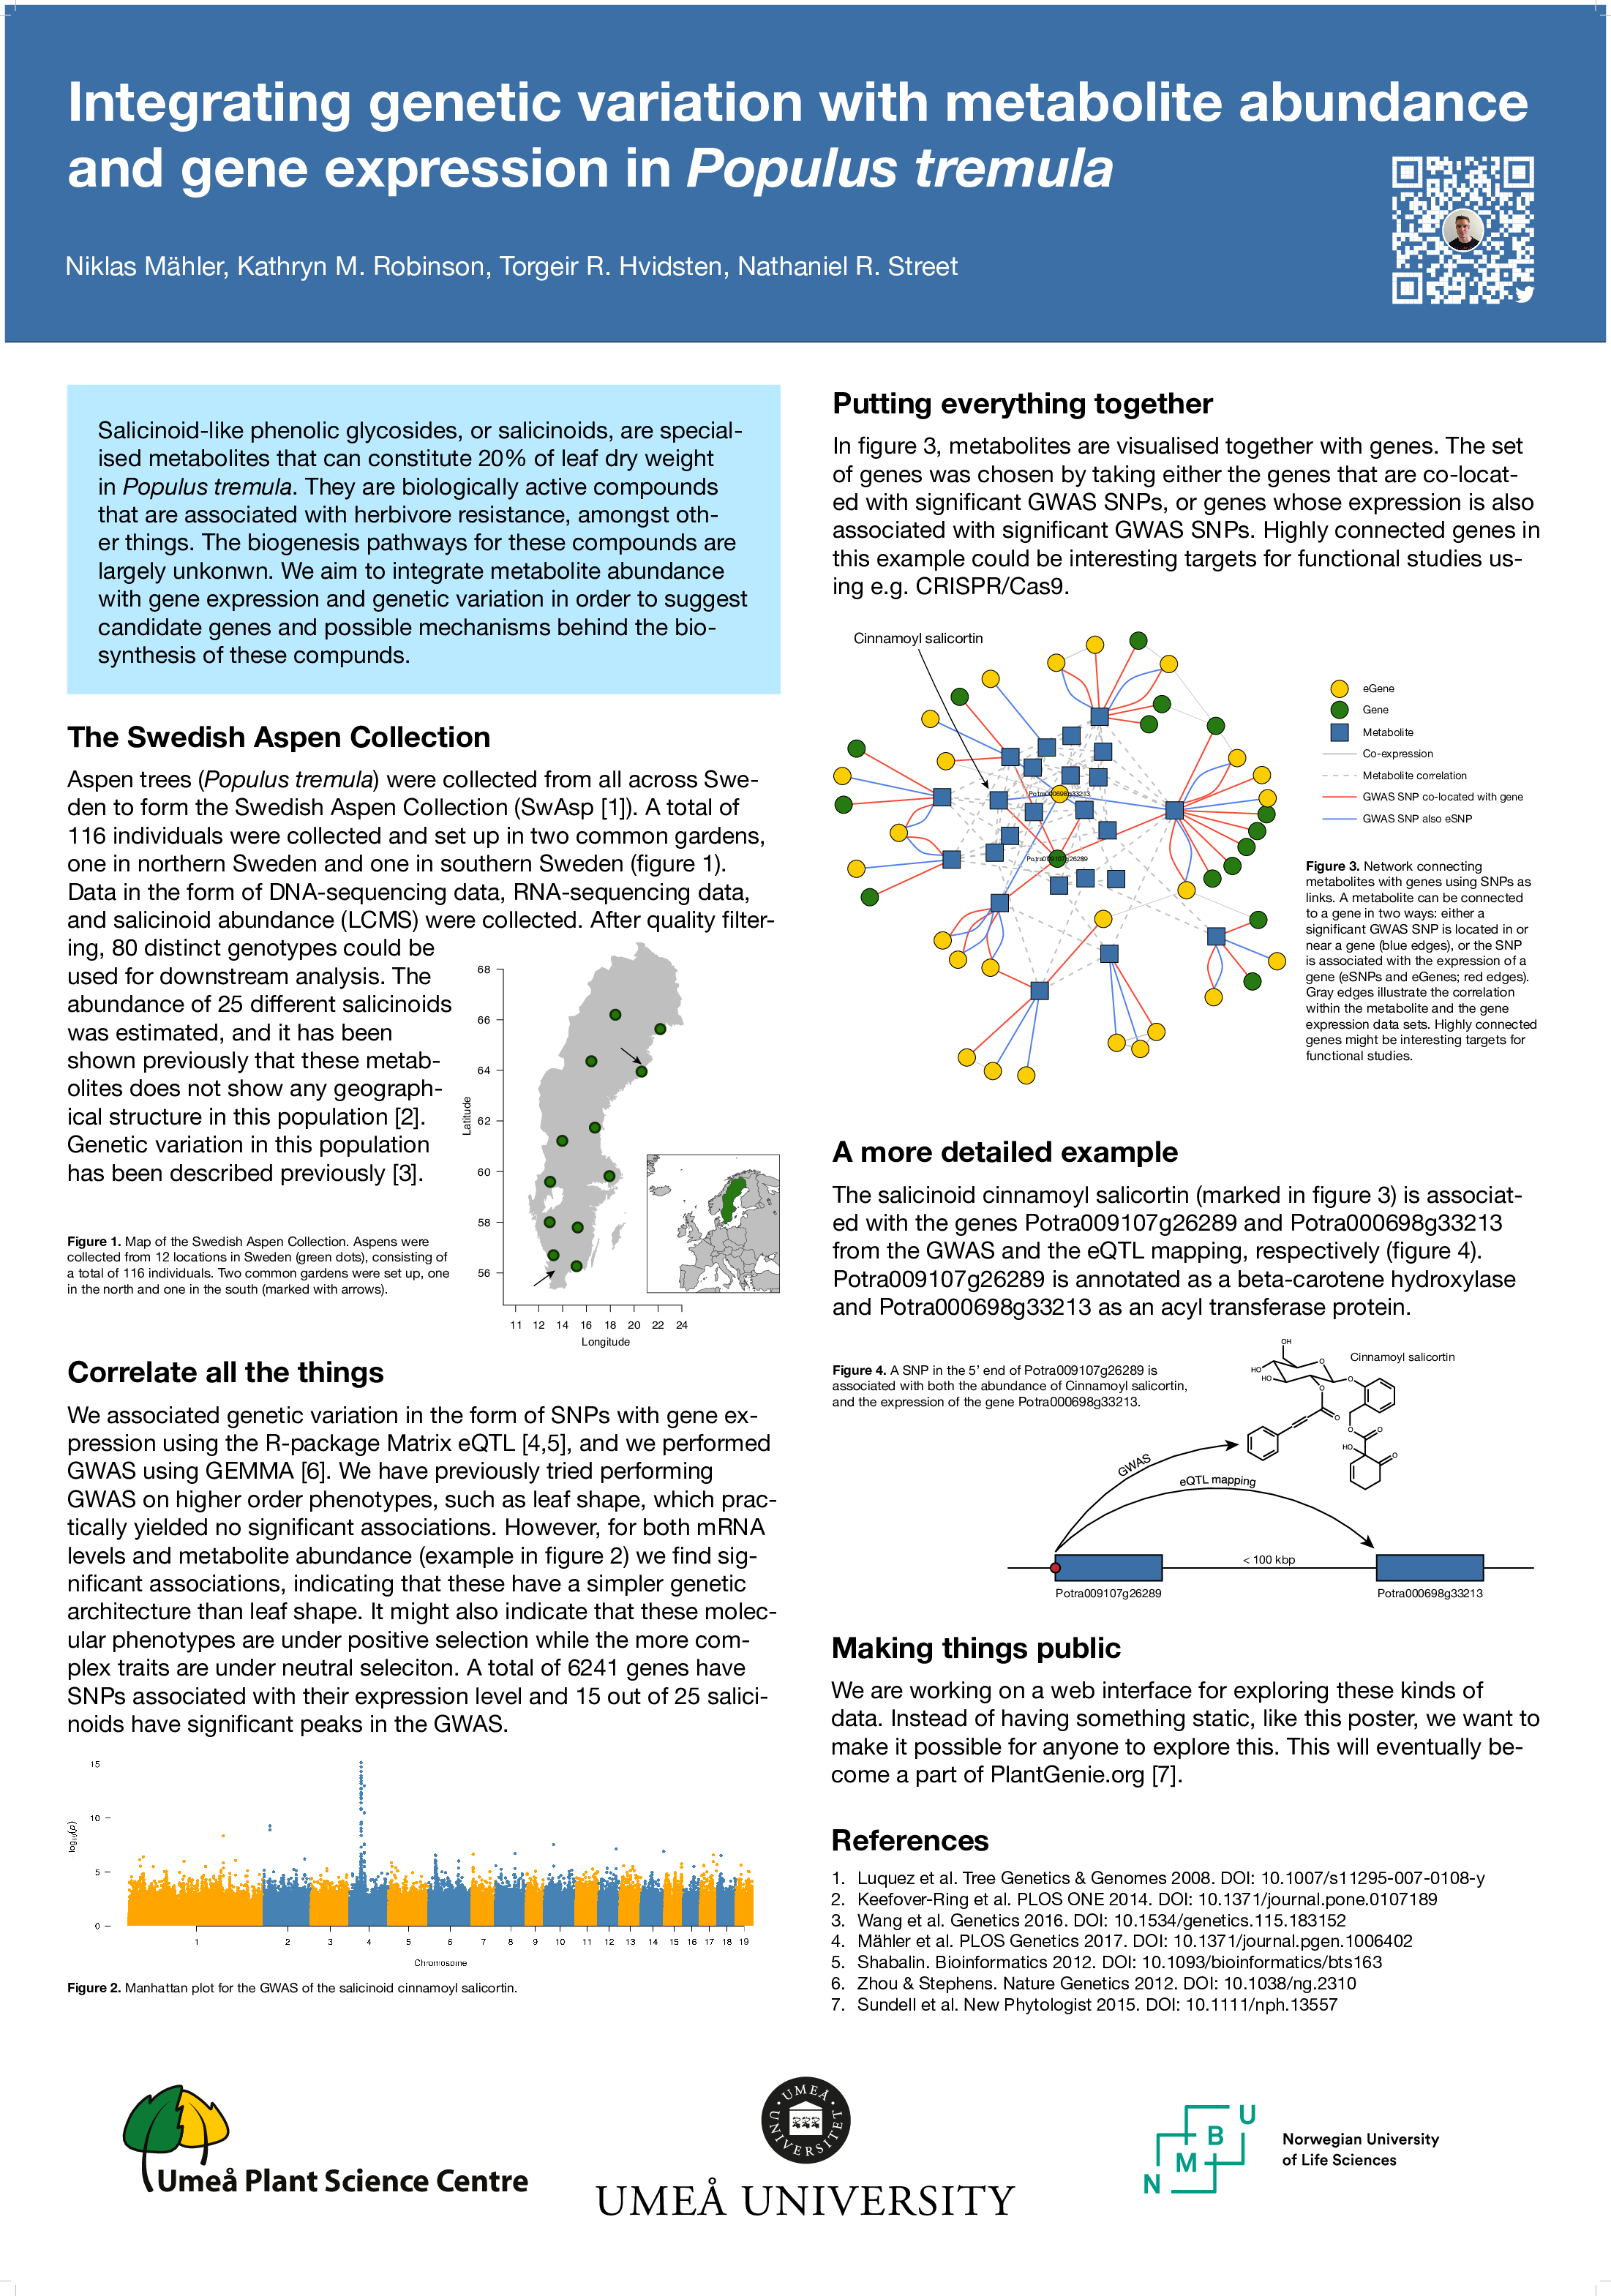 Integrating genetic variation with metabolite abundance
and gene expression in Populus tremula
Niklas Mähler, Kathryn M. Robinson, Torgeir R. Hvidsten, Nathaniel R. Street
Salicinoid-like phenolic glycosides, or salicinoids, are special-
ised metabolites that can constitute 20% of leaf dry weight
in Populus tremula. They are biologically active compounds
that are associated with herbivore resistance, amongst oth-
er things. The biogenesis pathways for these compounds are
largely unkonwn. We aim to integrate metabolite abundance
with gene expression and genetic variation in order to suggest
candidate genes and possible mechanisms behind the bio-
synthesis of these compunds.
The Swedish Aspen Collection
Aspen trees (Populus tremula) were collected from all across Swe-
den to form the Swedish Aspen Collection (SwAsp [1]). A total of
116 individuals were collected and set up in two common gardens,
one in northern Sweden and one in southern Sweden (figure 1).
Data in the form of DNA-sequencing data, RNA-sequencing data,
and salicinoid abundance (LCMS) were collected. After quality filter-
ing, 80 distinct genotypes could be
used for downstream analysis. The
abundance of 25 different salicinoids
was estimated, and it has been
shown previously that these metab-
olites does not show any geograph-
ical structure in this population [2].
Genetic variation in this population
has been described previously [3].
Figure 1. Map of the Swedish Aspen Collection. Aspens were
collected from 12 locations in Sweden (green dots), consisting of
a total of 116 individuals. Two common gardens were set up, one
in the north and one in the south (marked with arrows).
Latitude
68
66
64
62
60
58
56
11 12 14 16 18 20 22 24
Longitude
Correlate all the things
We associated genetic variation in the form of SNPs with gene ex-
pression using the R-package Matrix eQTL [4,5], and we performed
GWAS using GEMMA [6]. We have previously tried performing
GWAS on higher order phenotypes, such as leaf shape, which prac-
tically yielded no significant associations. However, for both mRNA
levels and metabolite abundance (example in figure 2) we find sig-
nificant associations, indicating that these have a simpler genetic
architecture than leaf shape. It might also indicate that these molec-
ular phenotypes are under positive selection while the more com-
plex traits are under neutral seleciton. A total of 6241 genes have
SNPs associated with their expression level and 15 out of 25 salici-
noids have significant peaks in the GWAS.
log10(p)
15
10
5
0
1 2 3 4 5 6 7 8 9 10 11 12 13 14 15 16 17 18 19
Chromosome
Figure 2. Manhattan plot for the GWAS of the salicinoid cinnamoyl salicortin.
Putting everything together
In figure 3, metabolites are visualised together with genes. The set
of genes was chosen by taking either the genes that are co-locat-
ed with significant GWAS SNPs, or genes whose expression is also
associated with significant GWAS SNPs. Highly connected genes in
this example could be interesting targets for functional studies us-
ing e.g. CRISPR/Cas9.
Cinnamoyl salicortin
Potra000698g33213
Potra009107g26289
eGene
Gene
Metabolite
Co-expression
Metabolite correlation
GWAS SNP co-located with gene
GWAS SNP also eSNP
Figure 3. Network connecting
metabolites with genes using SNPs as
links. A metabolite can be connected
to a gene in two ways: either a
significant GWAS SNP is located in or
near a gene (blue edges), or the SNP
is associated with the expression of a
gene (eSNPs and eGenes; red edges).
Gray edges illustrate the correlation
within the metabolite and the gene
expression data sets. Highly connected
genes might be interesting targets for
functional studies.
A more detailed example
The salicinoid cinnamoyl salicortin (marked in figure 3) is associat-
ed with the genes Potra009107g26289 and Potra000698g33213
from the GWAS and the eQTL mapping, respectively (figure 4).
Potra009107g26289 is annotated as a beta-carotene hydroxylase
and Potra000698g33213 as an acyl transferase protein.
Figure 4. A SNP in the 5' end of Potra009107g26289 is
associated with both the abundance of Cinnamoyl salicortin,
and the expression of the gene Potra000698g33213.
Cinnamoyl salicortin
OH
O
HO
HO
O
O
O
O
O
HO
O
GWAS
eQTL mapping
< 100 kbp
Potra009107g26289
Potra000698g33213
Making things public
We are working on a web interface for exploring these kinds of
data. Instead of having something static, like this poster, we want to
make it possible for anyone to explore this. This will eventually be-
come a part of PlantGenie.org [7].
References
1. Luquez et al. Tree Genetics & Genomes 2008. DOI: 10.1007/s11295-007-0108-y
2. Keefover-Ring et al. PLOS ONE 2014. DOI: 10.1371/journal.pone.0107189
3. Wang et al. Genetics 2016. DOI: 10.1534/genetics.115.183152
4. Mähler et al. PLOS Genetics 2017. DOI: 10.1371/journal.pgen.1006402
5. Shabalin. Bioinformatics 2012. DOI: 10.1093/bioinformatics/bts163
6. Zhou & Stephens. Nature Genetics 2012. DOI: 10.1038/ng.2310
7. Sundell et al. New Phytologist 2015. DOI: 10.1111/nph.13557
Umeå Plant Science Centre
UMEÅ UNIVERSITET
UMEÅ UNIVERSITY
N M B U
Norwegian University
of Life Sciences